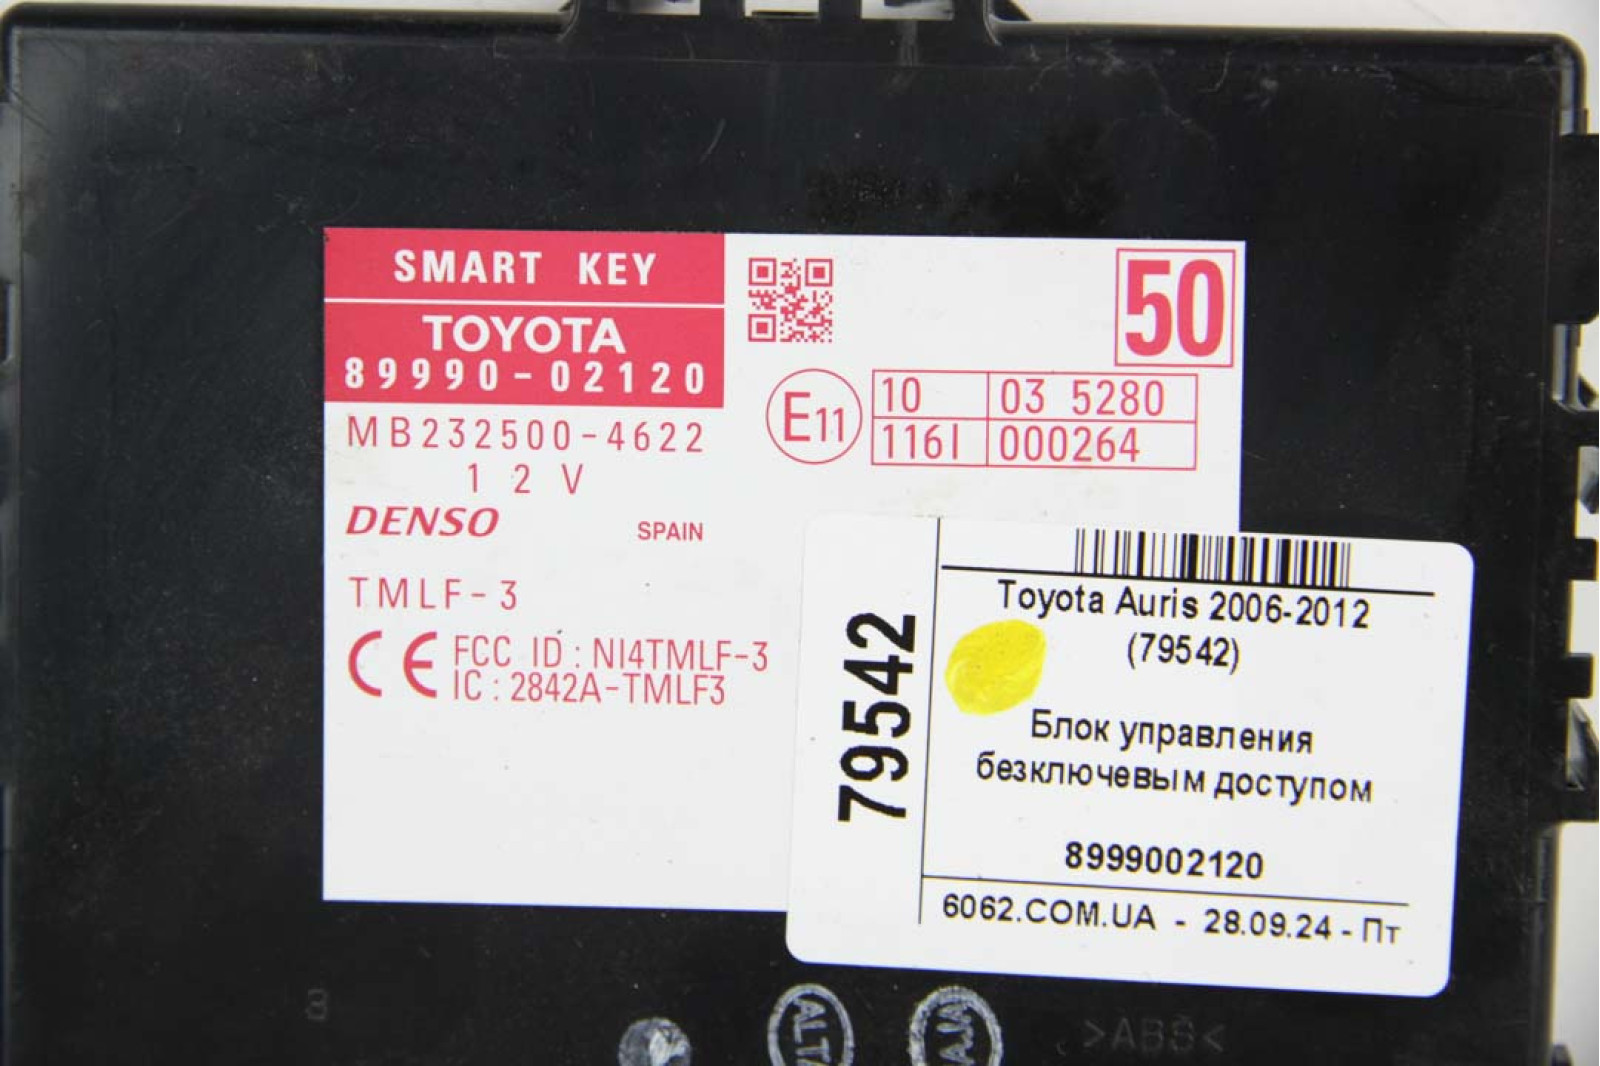 SMART KEY
TOYOTA
89990-02120
MB232500-4622
12V
DENSO SPAIN
TMLF-3
CE FCC ID : NI4TMLF-3
IC : 2842A-TMLF3
50
E11
10 03 5280
116I 000264
79542
Toyota Auris 2006-2012
(79542)
Блок управления
безключевым доступом
8999002120
6062.COM.UA - 28.09.24 - Пт
8
>ABS<